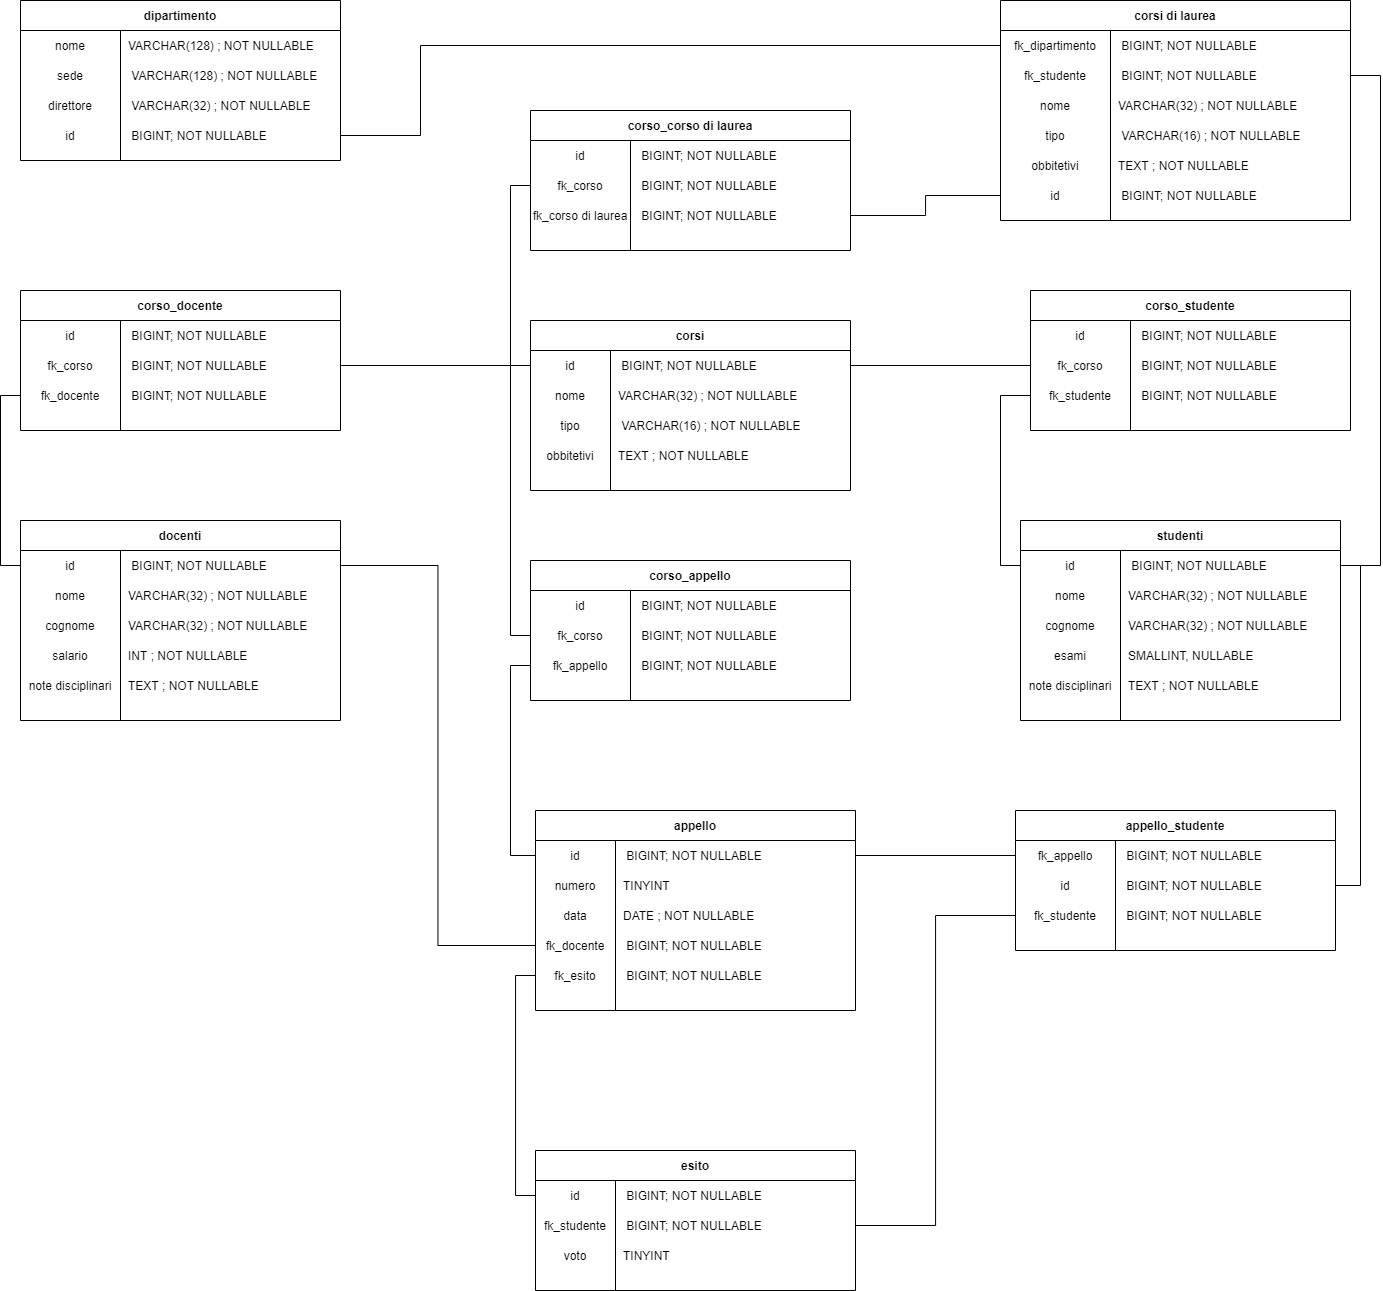 dipartimento
nome VARCHAR(128) ; NOT NULLABLE
sede VARCHAR(128) ; NOT NULLABLE
direttore VARCHAR(32) ; NOT NULLABLE
id BIGINT; NOT NULLABLE
corsi di laurea
fk_dipartimento BIGINT; NOT NULLABLE
fk_studente BIGINT; NOT NULLABLE
nome VARCHAR(32) ; NOT NULLABLE
tipo VARCHAR(16) ; NOT NULLABLE
obbitetivi TEXT ; NOT NULLABLE
id BIGINT; NOT NULLABLE
corso_corso di laurea
id BIGINT; NOT NULLABLE
fk_corso BIGINT; NOT NULLABLE
fk_corso di laurea BIGINT; NOT NULLABLE
corso_docente
id BIGINT; NOT NULLABLE
fk_corso BIGINT; NOT NULLABLE
fk_docente BIGINT; NOT NULLABLE
corsi
id BIGINT; NOT NULLABLE
nome VARCHAR(32) ; NOT NULLABLE
tipo VARCHAR(16) ; NOT NULLABLE
obbitetivi TEXT ; NOT NULLABLE
corso_studente
id BIGINT; NOT NULLABLE
fk_corso BIGINT; NOT NULLABLE
fk_studente BIGINT; NOT NULLABLE
docenti
id BIGINT; NOT NULLABLE
nome VARCHAR(32) ; NOT NULLABLE
cognome VARCHAR(32) ; NOT NULLABLE
salario INT ; NOT NULLABLE
note disciplinari TEXT ; NOT NULLABLE
corso_appello
id BIGINT; NOT NULLABLE
fk_corso BIGINT; NOT NULLABLE
fk_appello BIGINT; NOT NULLABLE
studenti
id BIGINT; NOT NULLABLE
nome VARCHAR(32) ; NOT NULLABLE
cognome VARCHAR(32) ; NOT NULLABLE
esami SMALLINT, NULLABLE
note disciplinari TEXT ; NOT NULLABLE
appello
id BIGINT; NOT NULLABLE
numero TINYINT
data DATE ; NOT NULLABLE
fk_docente BIGINT; NOT NULLABLE
fk_esito BIGINT; NOT NULLABLE
appello_studente
fk_appello BIGINT; NOT NULLABLE
id BIGINT; NOT NULLABLE
fk_studente BIGINT; NOT NULLABLE
esito
id BIGINT; NOT NULLABLE
fk_studente BIGINT; NOT NULLABLE
voto TINYINT